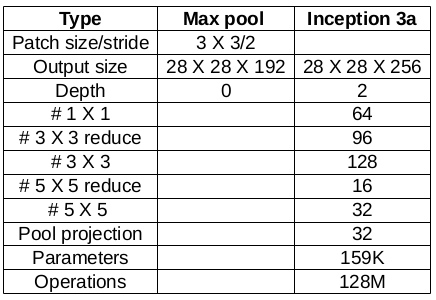 Type Max pool Inception 3a
Patch size/stride 3 X 3/2
Output size 28 X 28 X 192 28 X 28 X 256
Depth 0 2
# 1 X 1 64
# 3 X 3 reduce 96
# 3 X 3 128
# 5 X 5 reduce 16
# 5 X 5 32
Pool projection 32
Parameters 159K
Operations 128M